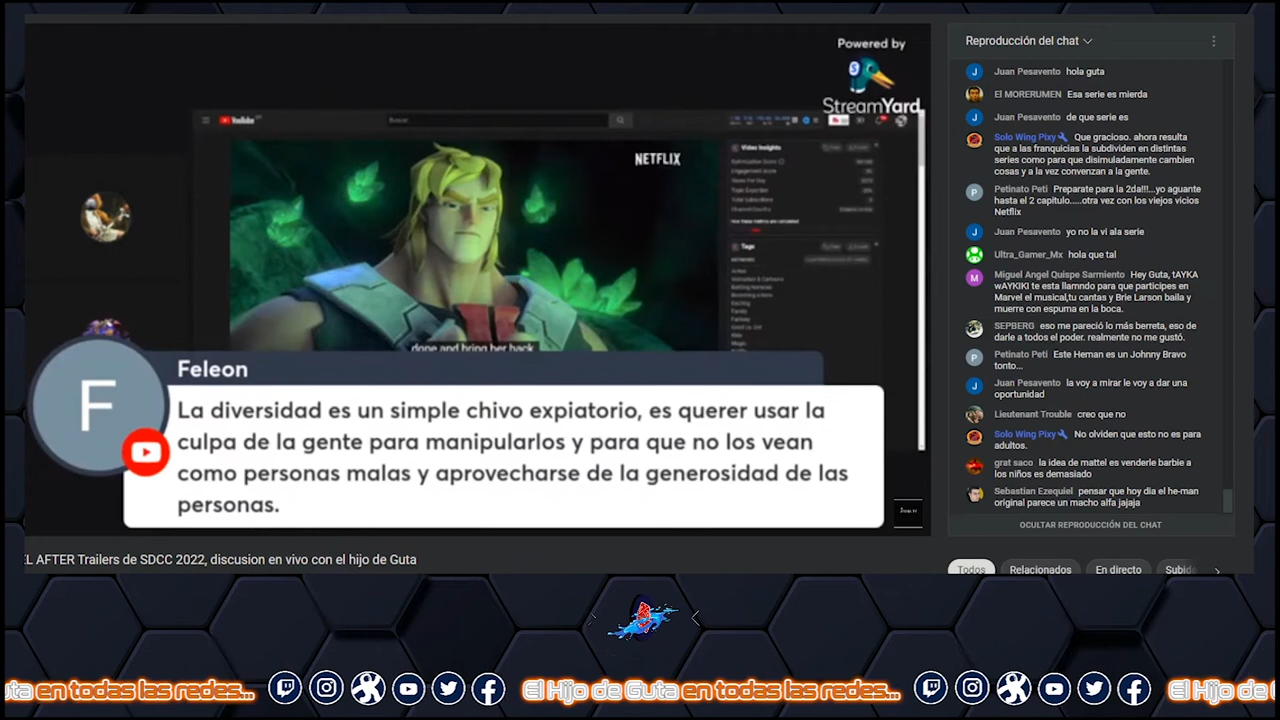 Powered by
StreamYard
YouTube
Buscar
NETFLIX
Video Insights
Tags
done and bring her back
Feleon
La diversidad es un simple chivo expiatorio, es querer usar la
culpa de la gente para manipularlos y para que no los vean
como personas malas y aprovecharse de la generosidad de las
personas.
EL AFTER Trailers de SDCC 2022, discusion en vivo con el hijo de Guta
Reproducción del chat
Juan Pesavento hola guta
El MORERUMEN Esa serie es mierda
Juan Pesavento de que serie es
Solo Wing Pixy Que gracioso. ahora resulta
que a las franquicias la subdividen en distintas
series como para que disimuladamente cambien
cosas y a la vez convenzan a la gente.
Petinato Peti Preparate para la 2da!!!...yo aguante
hasta el 2 capitulo.....otra vez con los viejos vicios
Netflix
Juan Pesavento yo no la vi ala serie
Ultra_Gamer_Mx hola que tal
Miguel Angel Quispe Sarmiento Hey Guta, tAYKA
wAYKIKI te esta llamndo para que participes en
Marvel el musical,tu cantas y Brie Larson baila y
muerre con espuma en la boca.
SEPBERG eso me pareció lo más berreta, eso de
darle a todos el poder. realmente no me gustó.
Petinato Peti Este Heman es un Johnny Bravo
tonto...
Juan Pesavento la voy a mirar le voy a dar una
oportunidad
Lieutenant Trouble creo que no
Solo Wing Pixy No olviden que esto no es para
adultos.
grat saco la idea de mattel es venderle barbie a
los niños es demasiado
Sebastian Ezequiel pensar que hoy dia el he-man
original parece un macho alfa jajaja
OCULTAR REPRODUCCIÓN DEL CHAT
Todos Relacionados En directo Subid
uta en todas las redes... El Hijo de Guta en todas las redes... El Hijo de G